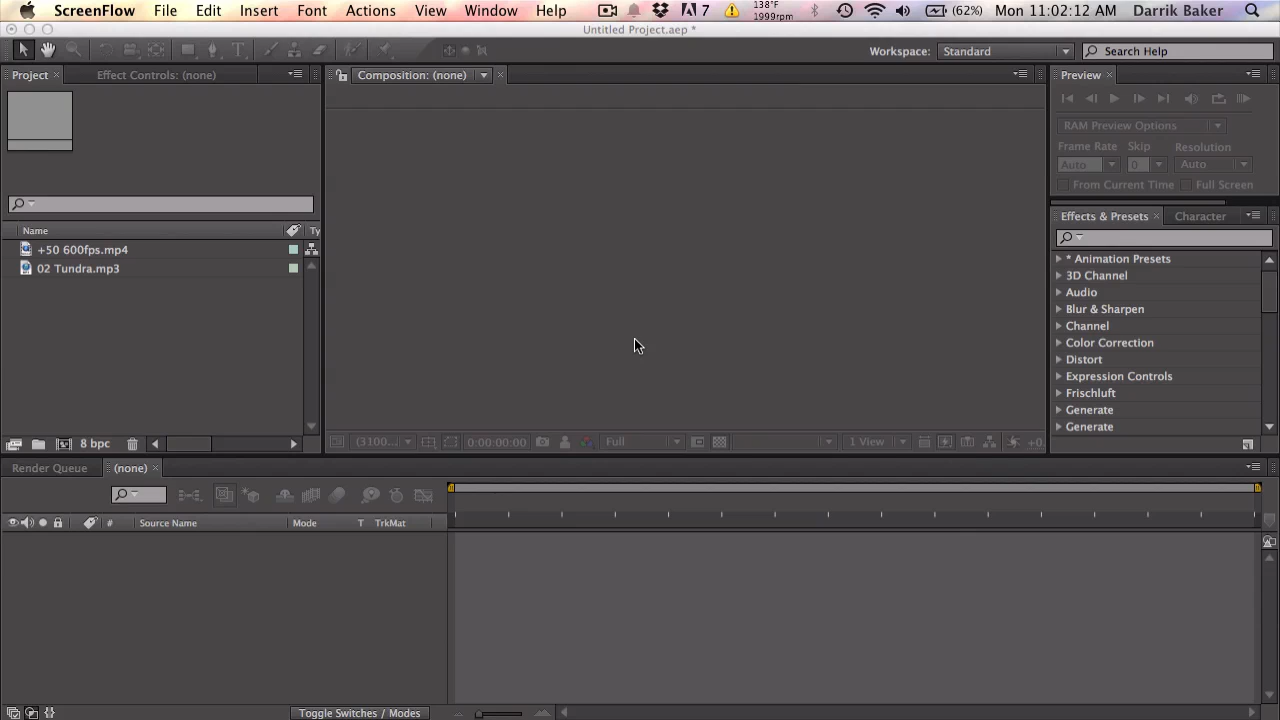 ScreenFlow File Edit Insert Font Actions View Window Help 7 138°F 1999rpm (62%) Mon 11:02:12 AM Darrik Baker
Untitled Project.aep *
Workspace: Standard Search Help
Project Effect Controls: (none) Composition: (none) Preview
RAM Preview Options
Frame Rate Skip Resolution
Auto 0 Auto
From Current Time Full Screen
Effects & Presets Character
Name Ty
+50 600fps.mp4
02 Tundra.mp3
* Animation Presets
3D Channel
Audio
Blur & Sharpen
Channel
Color Correction
Distort
Expression Controls
Frischluft
Generate
Generate
8 bpc (3100... 0:00:00:00 Full 1 View +0.
Render Queue (none)
# Source Name Mode T TrkMat
Toggle Switches / Modes